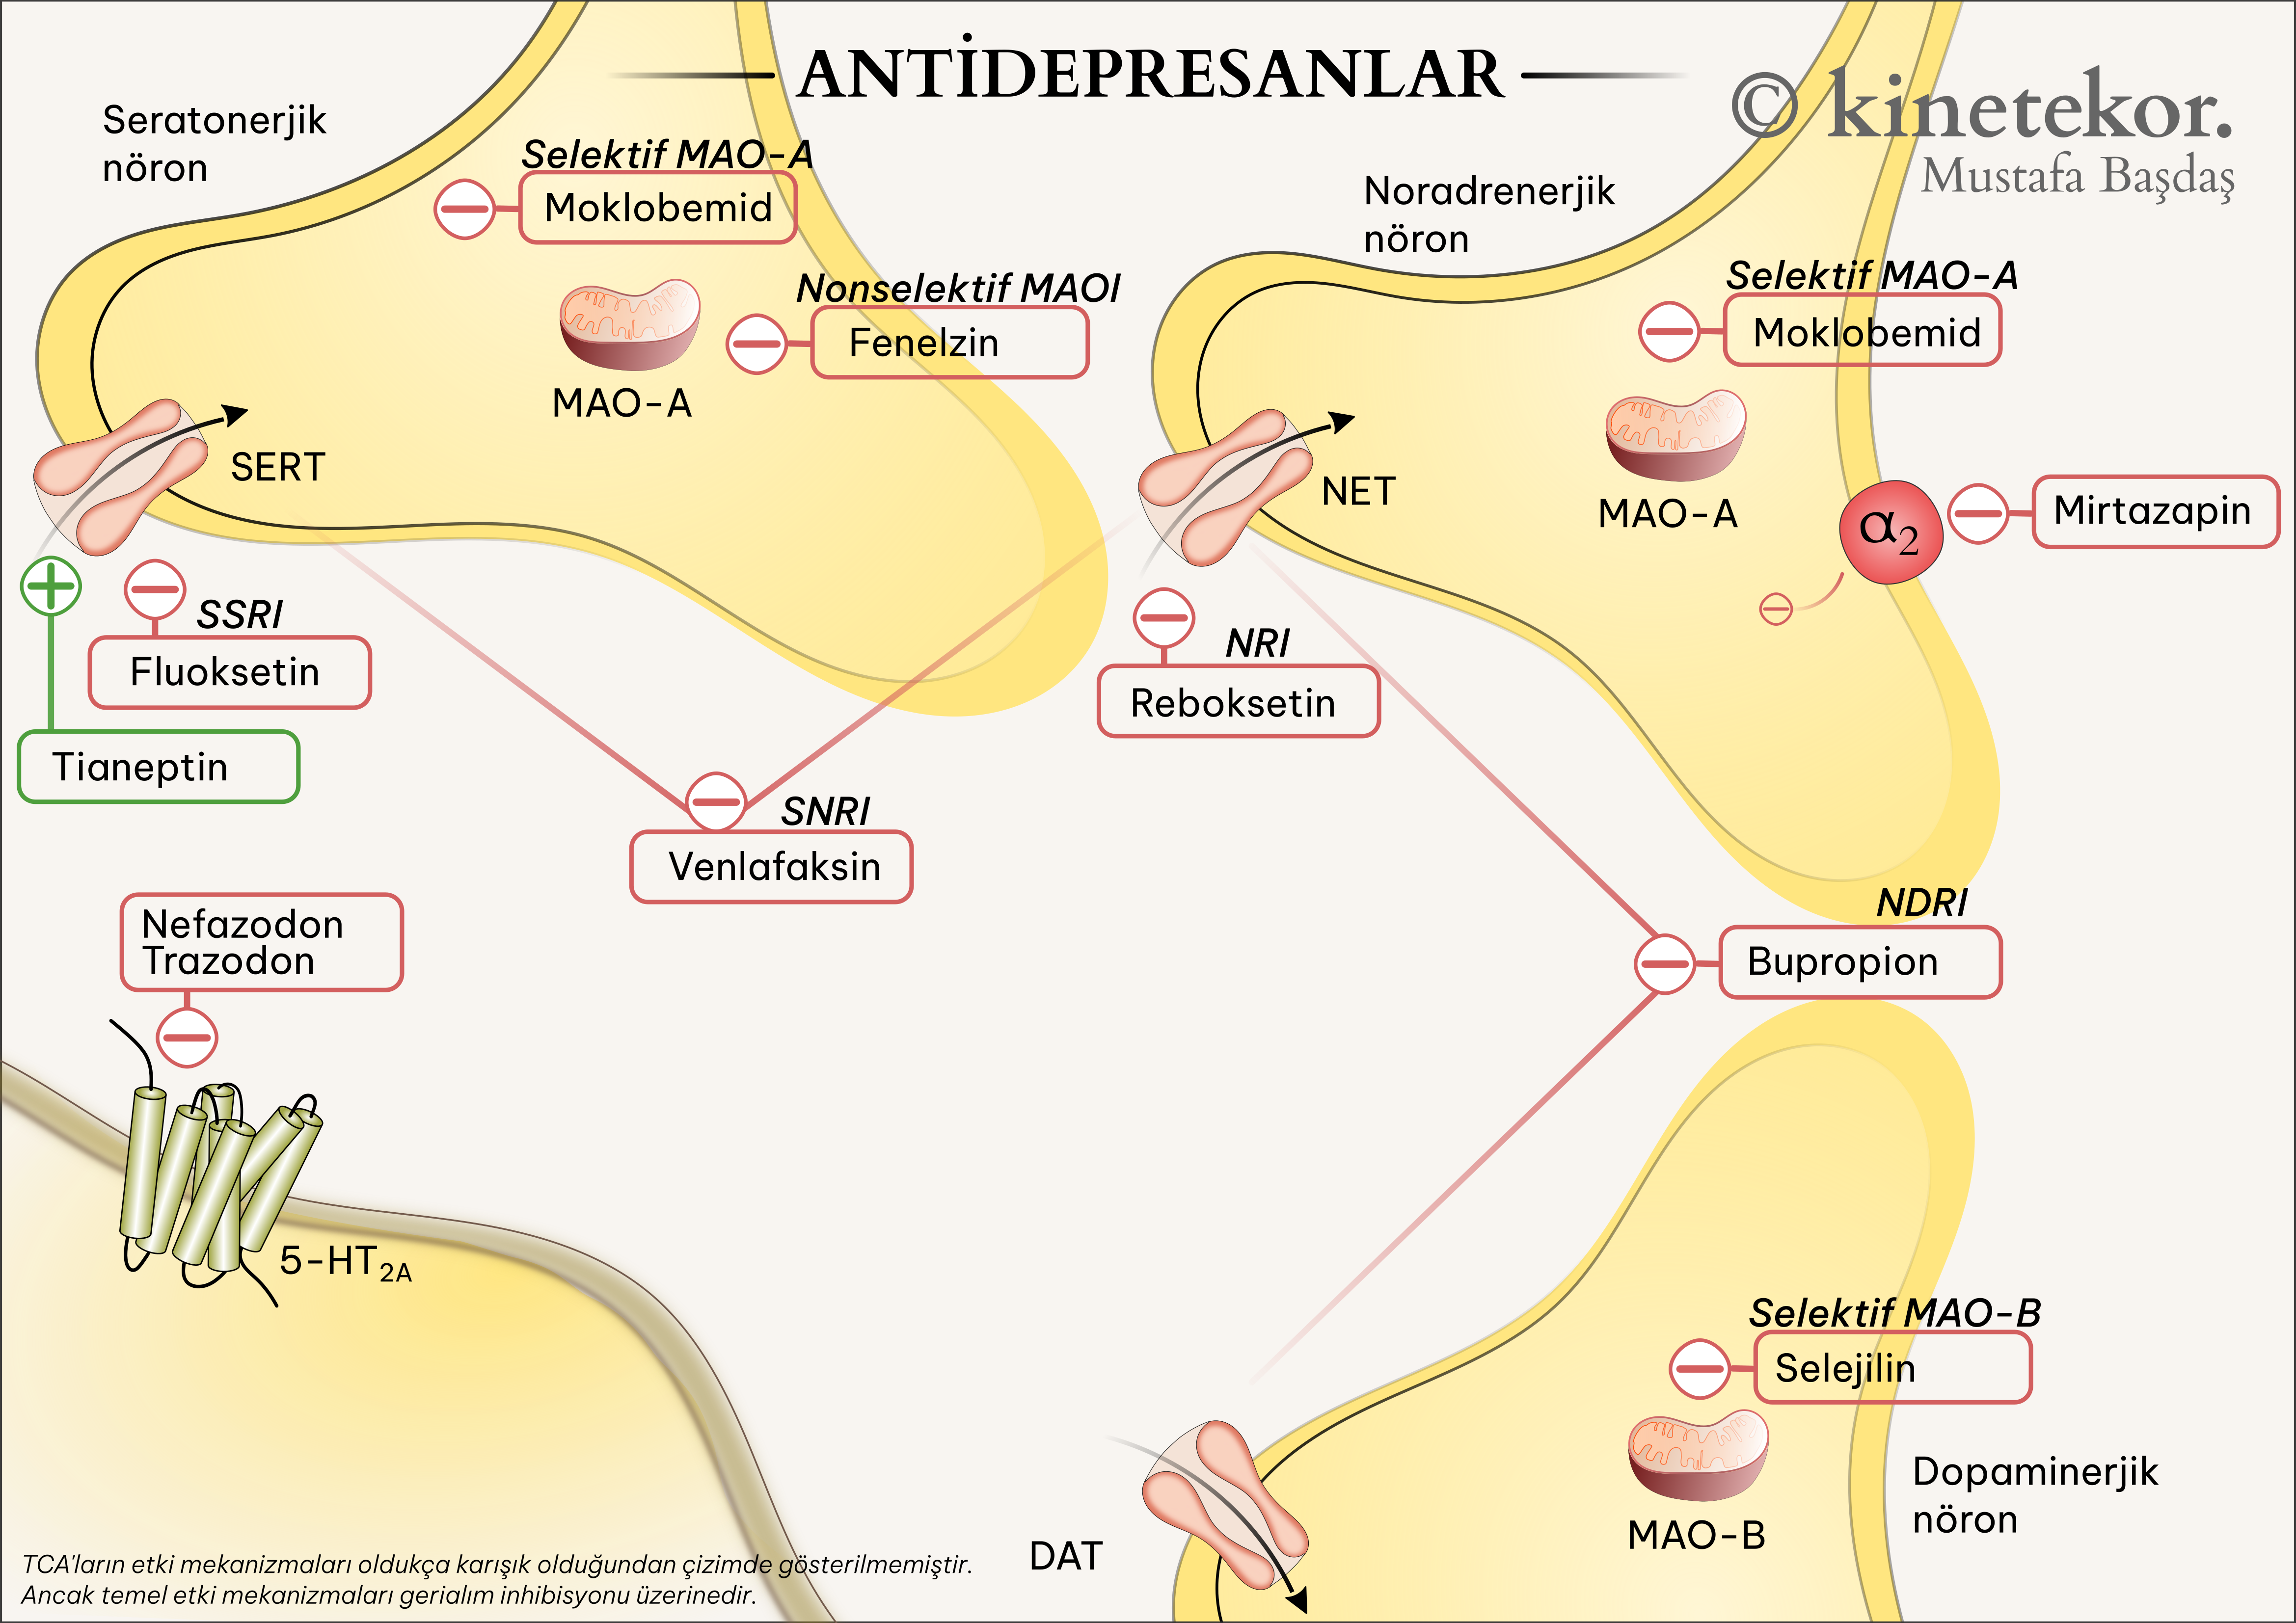 ANTİDEPRESANLAR
© kinetekor.
Mustafa Başdaş
Seratonerjik
nöron
Selektif MAO-A
Moklobemid
Nonselektif MAOI
Fenelzin
MAO-A
SERT
SSRI
Fluoksetin
Tianeptin
Noradrenerjik
nöron
Selektif MAO-A
Moklobemid
MAO-A
NET
α2
Mirtazapin
NRI
Reboksetin
SNRI
Venlafaksin
NDRI
Bupropion
Nefazodon
Trazodon
5-HT2A
Selektif MAO-B
Selejilin
MAO-B
Dopaminerjik
nöron
DAT
TCA'ların etki mekanizmaları oldukça karışık olduğundan çizimde gösterilmemiştir.
Ancak temel etki mekanizmaları gerialım inhibisyonu üzerinedir.